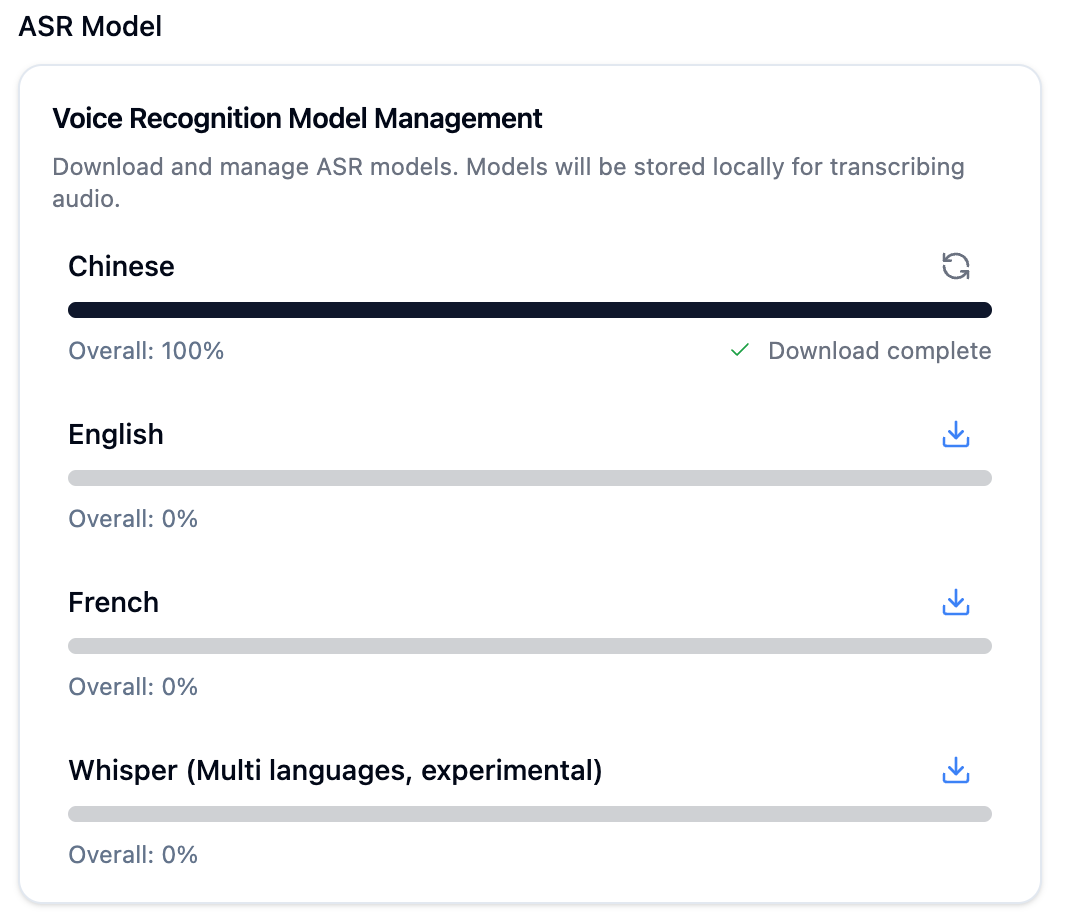 ASR Model
Voice Recognition Model Management
Download and manage ASR models. Models will be stored locally for transcribing
audio.
Chinese
Overall: 100%
Download complete
English
Overall: 0%
French
Overall: 0%
Whisper (Multi languages, experimental)
Overall: 0%